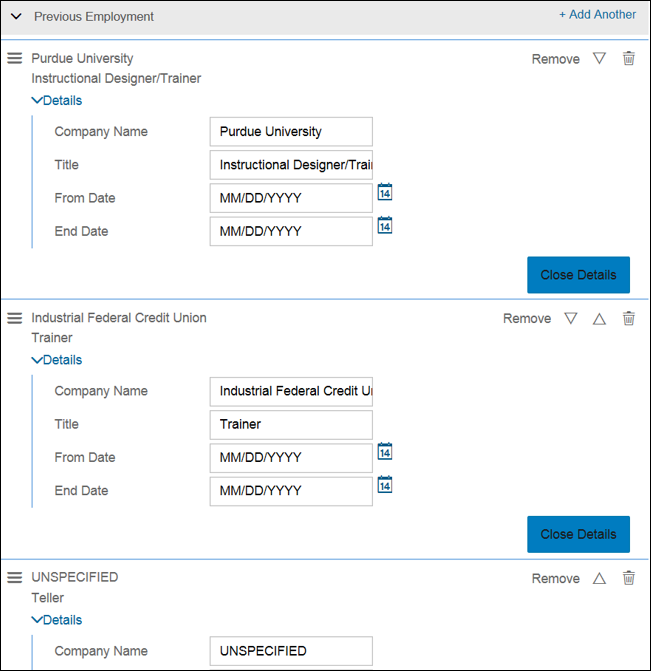 Previous Employment + Add Another
Purdue University Remove
Instructional Designer/Trainer
Details
Company Name Purdue University
Title Instructional Designer/Trai
From Date MM/DD/YYYY 14
End Date MM/DD/YYYY 14
Close Details
Industrial Federal Credit Union Remove
Trainer
Details
Company Name Industrial Federal Credit U
Title Trainer
From Date MM/DD/YYYY 14
End Date MM/DD/YYYY 14
Close Details
UNSPECIFIED Remove
Teller
Details
Company Name UNSPECIFIED